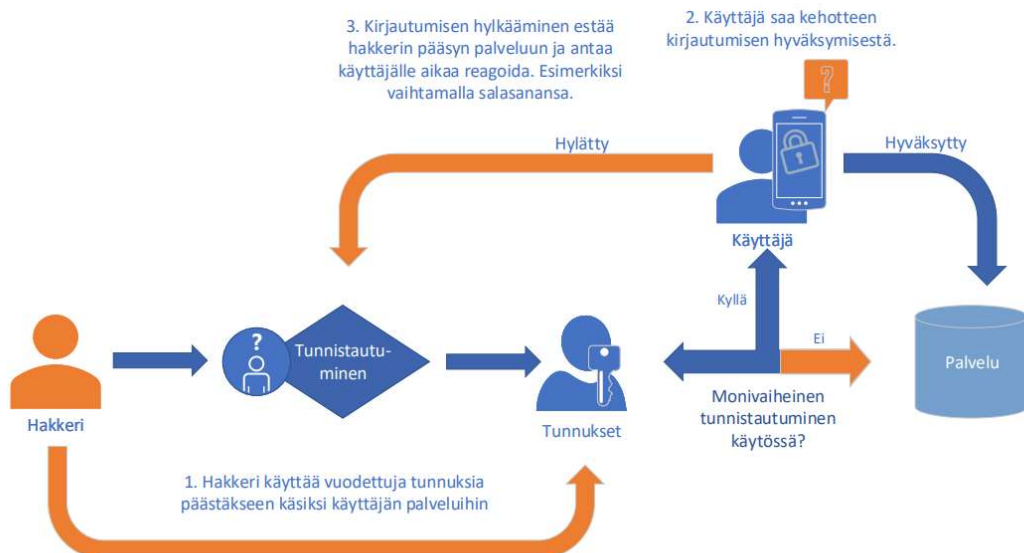 3. Kirjautumisen hylkääminen estää
hakkerin pääsyn palveluun ja antaa
käyttäjälle aikaa reagoida. Esimerkiksi
vaihtamalla salasanansa.
2. Käyttäjä saa kehotteen
kirjautumisen hyväksymisestä.
?
Hylätty
Hyväksytty
Käyttäjä
Kyllä
?
Tunnistautu-
minen
Ei
Palvelu
Hakkeri
Tunnukset
Monivaiheinen
tunnistautuminen
käytössä?
1. Hakkeri käyttää vuodettuja tunnuksia
päästäkseen käsiksi käyttäjän palveluihin